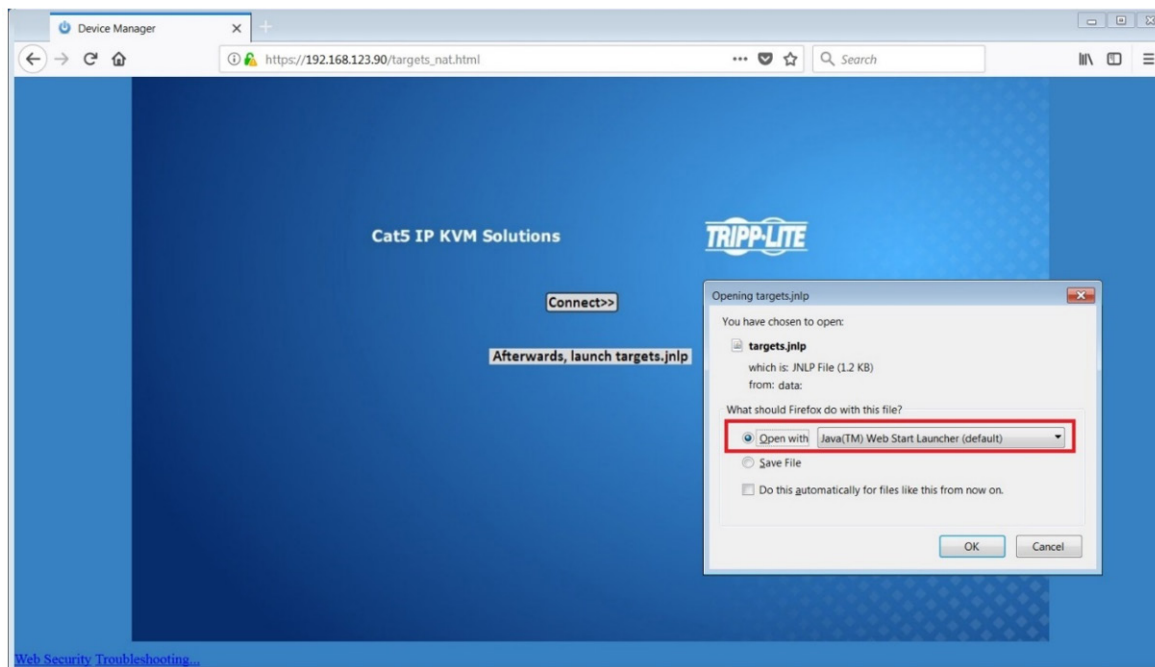 Device Manager
https://192.168.123.90/targets_nat.html
Search
Cat5 IP KVM Solutions
TRIPP·LITE
Connect>>
Afterwards, launch targets.jnlp
Opening targets.jnlp
You have chosen to open:
targets.jnlp
which is: JNLP File (1.2 KB)
from: data:
What should Firefox do with this file?
Open with Java(TM) Web Start Launcher (default)
Save File
Do this automatically for files like this from now on.
OK Cancel
Web Security Troubleshooting...